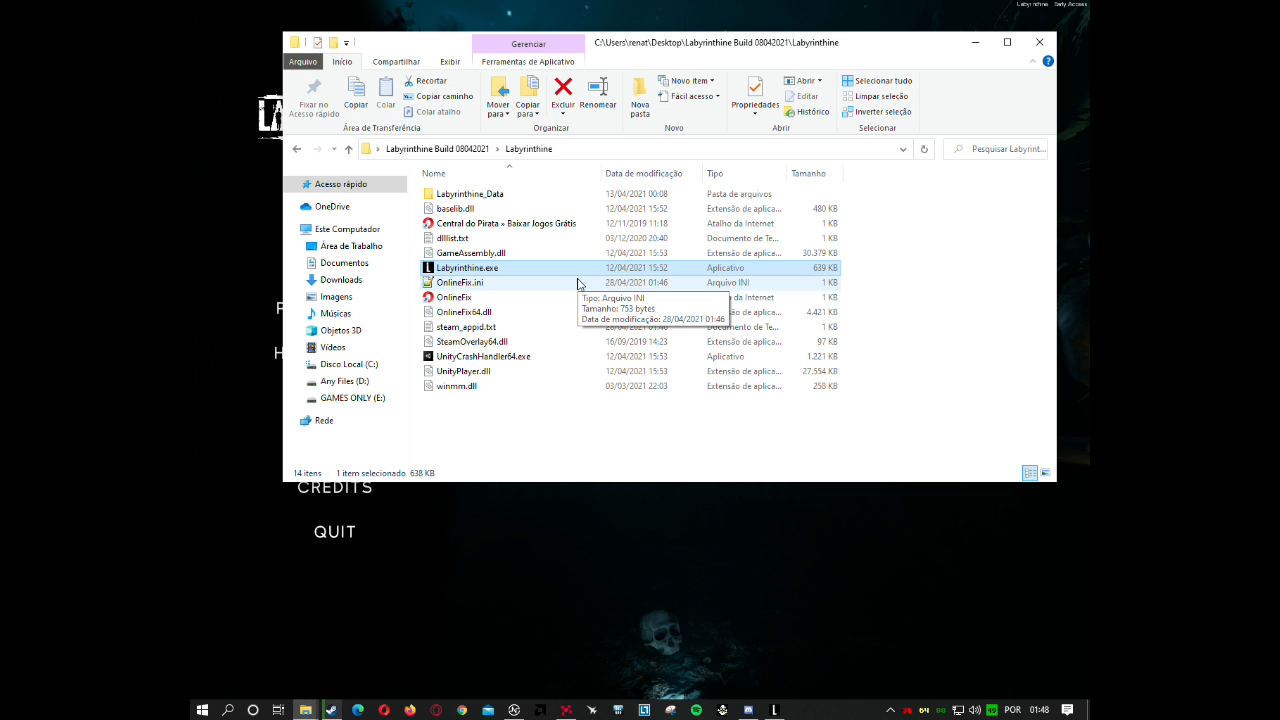 Labyrinthine Early Access
Gerenciar
C:\Users\renat\Desktop\Labyrinthine Build 08042021\Labyrinthine
Arquivo Início Compartilhar Exibir Ferramentas de Aplicativo
Fixar no Acesso rápido
Copiar
Colar
Recortar
Copiar caminho
Colar atalho
Área de Transferência
Mover para
Copiar para
Excluir
Renomear
Organizar
Nova pasta
Novo item
Fácil acesso
Novo
Propriedades
Abrir
Editar
Histórico
Abrir
Selecionar tudo
Limpar seleção
Inverter seleção
Selecionar
Labyrinthine Build 08042021 > Labyrinthine
Pesquisar Labyrint...
Nome Data de modificação Tipo Tamanho
Acesso rápido
OneDrive
Este Computador
Área de Trabalho
Documentos
Downloads
Imagens
Músicas
Objetos 3D
Vídeos
Disco Local (C:)
Any Files (D:)
GAMES ONLY (E:)
Rede
Labyrinthine_Data 13/04/2021 00:08 Pasta de arquivos
baselib.dll 12/04/2021 15:52 Extensão de aplica... 480 KB
Central do Pirata » Baixar Jogos Grátis 12/11/2019 11:18 Atalho da Internet 1 KB
dlllist.txt 03/12/2020 20:40 Documento de Te... 1 KB
GameAssembly.dll 12/04/2021 15:53 Extensão de aplica... 30.379 KB
Labyrinthine.exe 12/04/2021 15:52 Aplicativo 639 KB
OnlineFix.ini 28/04/2021 01:46 Arquivo INI 1 KB
OnlineFix da Internet 1 KB
OnlineFix64.dll Extensão de aplica... 4.421 KB
steam_appid.txt 28/04/2021 01:46 Documento de Te... 1 KB
SteamOverlay64.dll 16/09/2019 14:23 Extensão de aplica... 97 KB
UnityCrashHandler64.exe 12/04/2021 15:53 Aplicativo 1.221 KB
UnityPlayer.dll 12/04/2021 15:53 Extensão de aplica... 27.554 KB
winmm.dll 03/03/2021 22:03 Extensão de aplica... 258 KB
Tipo: Arquivo INI
Tamanho: 753 bytes
Data de modificação: 28/04/2021 01:46
14 itens 1 item selecionado 638 KB
CREDITS
QUIT
POR 01:48